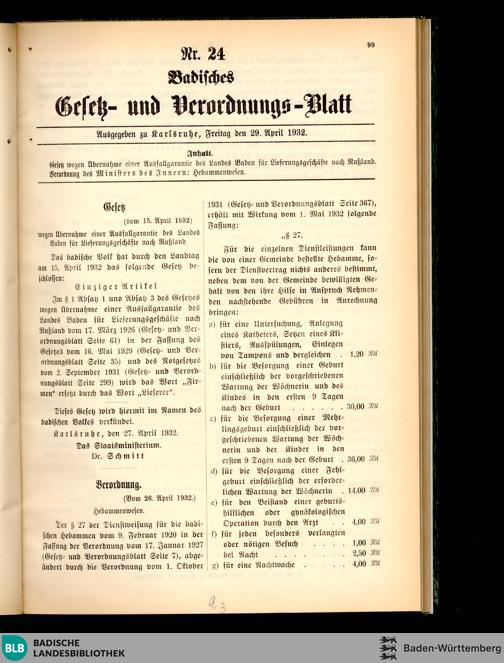 99
Nr. 24
Badisches
Gesetz- und Verordnungs-Blatt
Ausgegeben zu Karlsruhe, Freitag den 29. April 1932.
Inhalt.
Gesetz wegen Übernahme einer Ausfallgarantie des Landes Baden für Lieferungsgeschäfte nach Rußland.
Verordnung des Ministers des Innern: Hebammenwesen.
Gesetz
(vom 15. April 1932)
wegen Übernahme einer Ausfallgarantie des Landes
Baden für Lieferungsgeschäfte nach Rußland
Das badische Volk hat durch den Landtag
am 15. April 1932 das folgende Gesetz be-
schlossen:
Einziger Artikel
Im § 1 Absatz 1 und Absatz 3 des Gesetzes
wegen Übernahme einer Ausfallgarantie des
Landes Baden für Lieferungsgeschäfte nach
Rußland vom 17. März 1926 (Gesetz- und Ver-
ordnungsblatt Seite 61) in der Fassung des
Gesetzes vom 16. Mai 1929 (Gesetz- und Ver-
ordnungsblatt Seite 35) und des Notgesetzes
vom 2. September 1931 (Gesetz- und Verord-
nungsblatt Seite 299) wird das Wort „Fir-
men" ersetzt durch das Wort „Lieferer".
Dieses Gesetz wird hiermit im Namen des
badischen Volkes verkündet.
Karlsruhe, den 27. April 1932.
Das Staatsministerium.
Dr. Schmitt
Verordnung.
(Vom 26. April 1932.)
Hebammenwesen.
Der § 27 der Dienstweisung für die badi-
schen Hebammen vom 9. Februar 1920 in der
Fassung der Verordnung vom 17. Januar 1927
(Gesetz- und Verordnungsblatt Seite 7), abge-
ändert durch die Verordnung vom 1. Oktober
1931 (Gesetz- und Verordnungsblatt Seite 367),
erhält mit Wirkung vom 1. Mai 1932 folgende
Fassung:
„§ 27.
Für die einzelnen Dienstleistungen kann
die von einer Gemeinde bestellte Hebamme, so-
fern der Dienstvertrag nichts anderes bestimmt,
neben dem von der Gemeinde bewilligten Ge-
halt von den ihre Hilfe in Anspruch Nehmen-
den nachstehende Gebühren in Anrechnung
bringen:
a) für eine Untersuchung, Anlegung
eines Katheters, Setzen eines Kli-
stiers, Ausspülungen, Einlegen
von Tampons und dergleichen . 1,20 RM
b) für die Besorgung einer Geburt
einschließlich der vorgeschriebenen
Wartung der Wöchnerin und des
Kindes in den ersten 9 Tagen
nach der Geburt . . . . . . 30,00 RM
c) für die Besorgung einer Mehr-
lingsgeburt einschließlich der vor-
geschriebenen Wartung der Wöch-
nerin und der Kinder in den
ersten 9 Tagen nach der Geburt . 36,00 RM
d) für die Besorgung einer Fehl-
geburt einschließlich der erforder-
lichen Wartung der Wöchnerin . 14,00 RM
e) für den Beistand einer geburts-
hilflichen oder gynäkologischen
Operation durch den Arzt . . 4,00 RM
f) für jeden besonders verlangten
oder nötigen Besuch . . . . 1,00 RM
bei Nacht . . . . . . . 2,50 RM
g) für eine Nachtwache . . . . 4,00 RM
BLB BADISCHE
LANDESBIBLIOTHEK
Baden-Württemberg